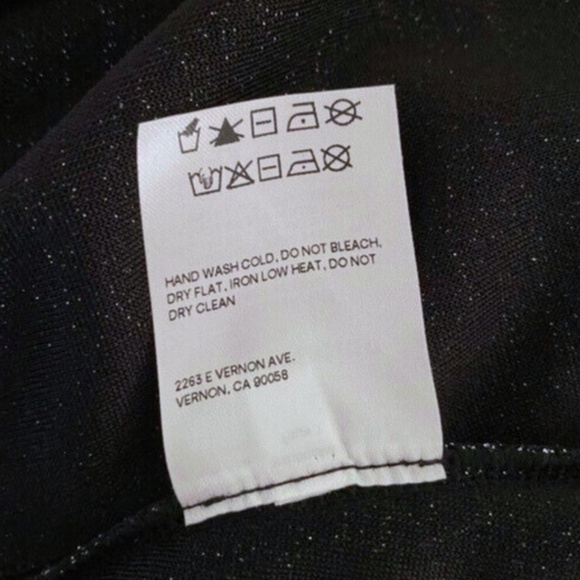 HAND WASH COLD, DO NOT BLEACH,
DRY FLAT, IRON LOW HEAT, DO NOT
DRY CLEAN
2263 E VERNON AVE.
VERNON, CA 90058